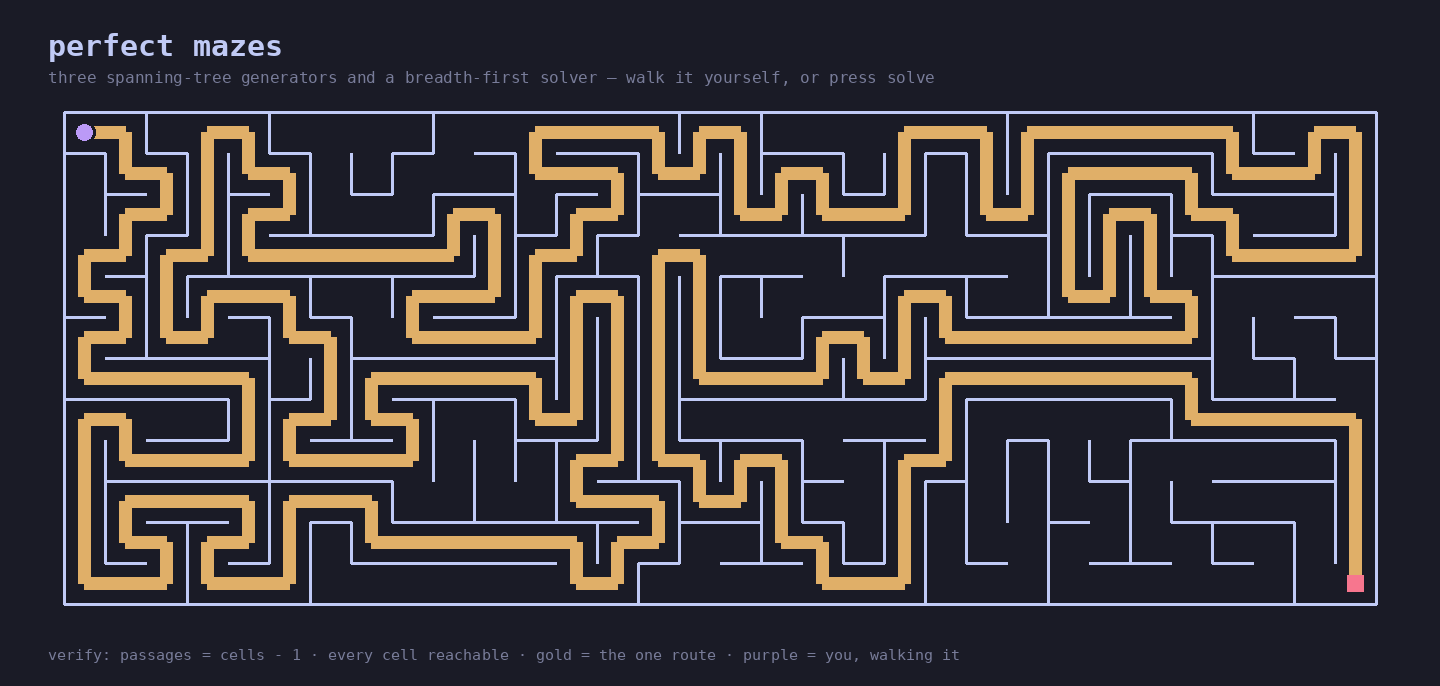 perfect mazes
three spanning-tree generators and a breadth-first solver — walk it yourself, or press solve
verify: passages = cells - 1 · every cell reachable · gold = the one route · purple = you, walking it